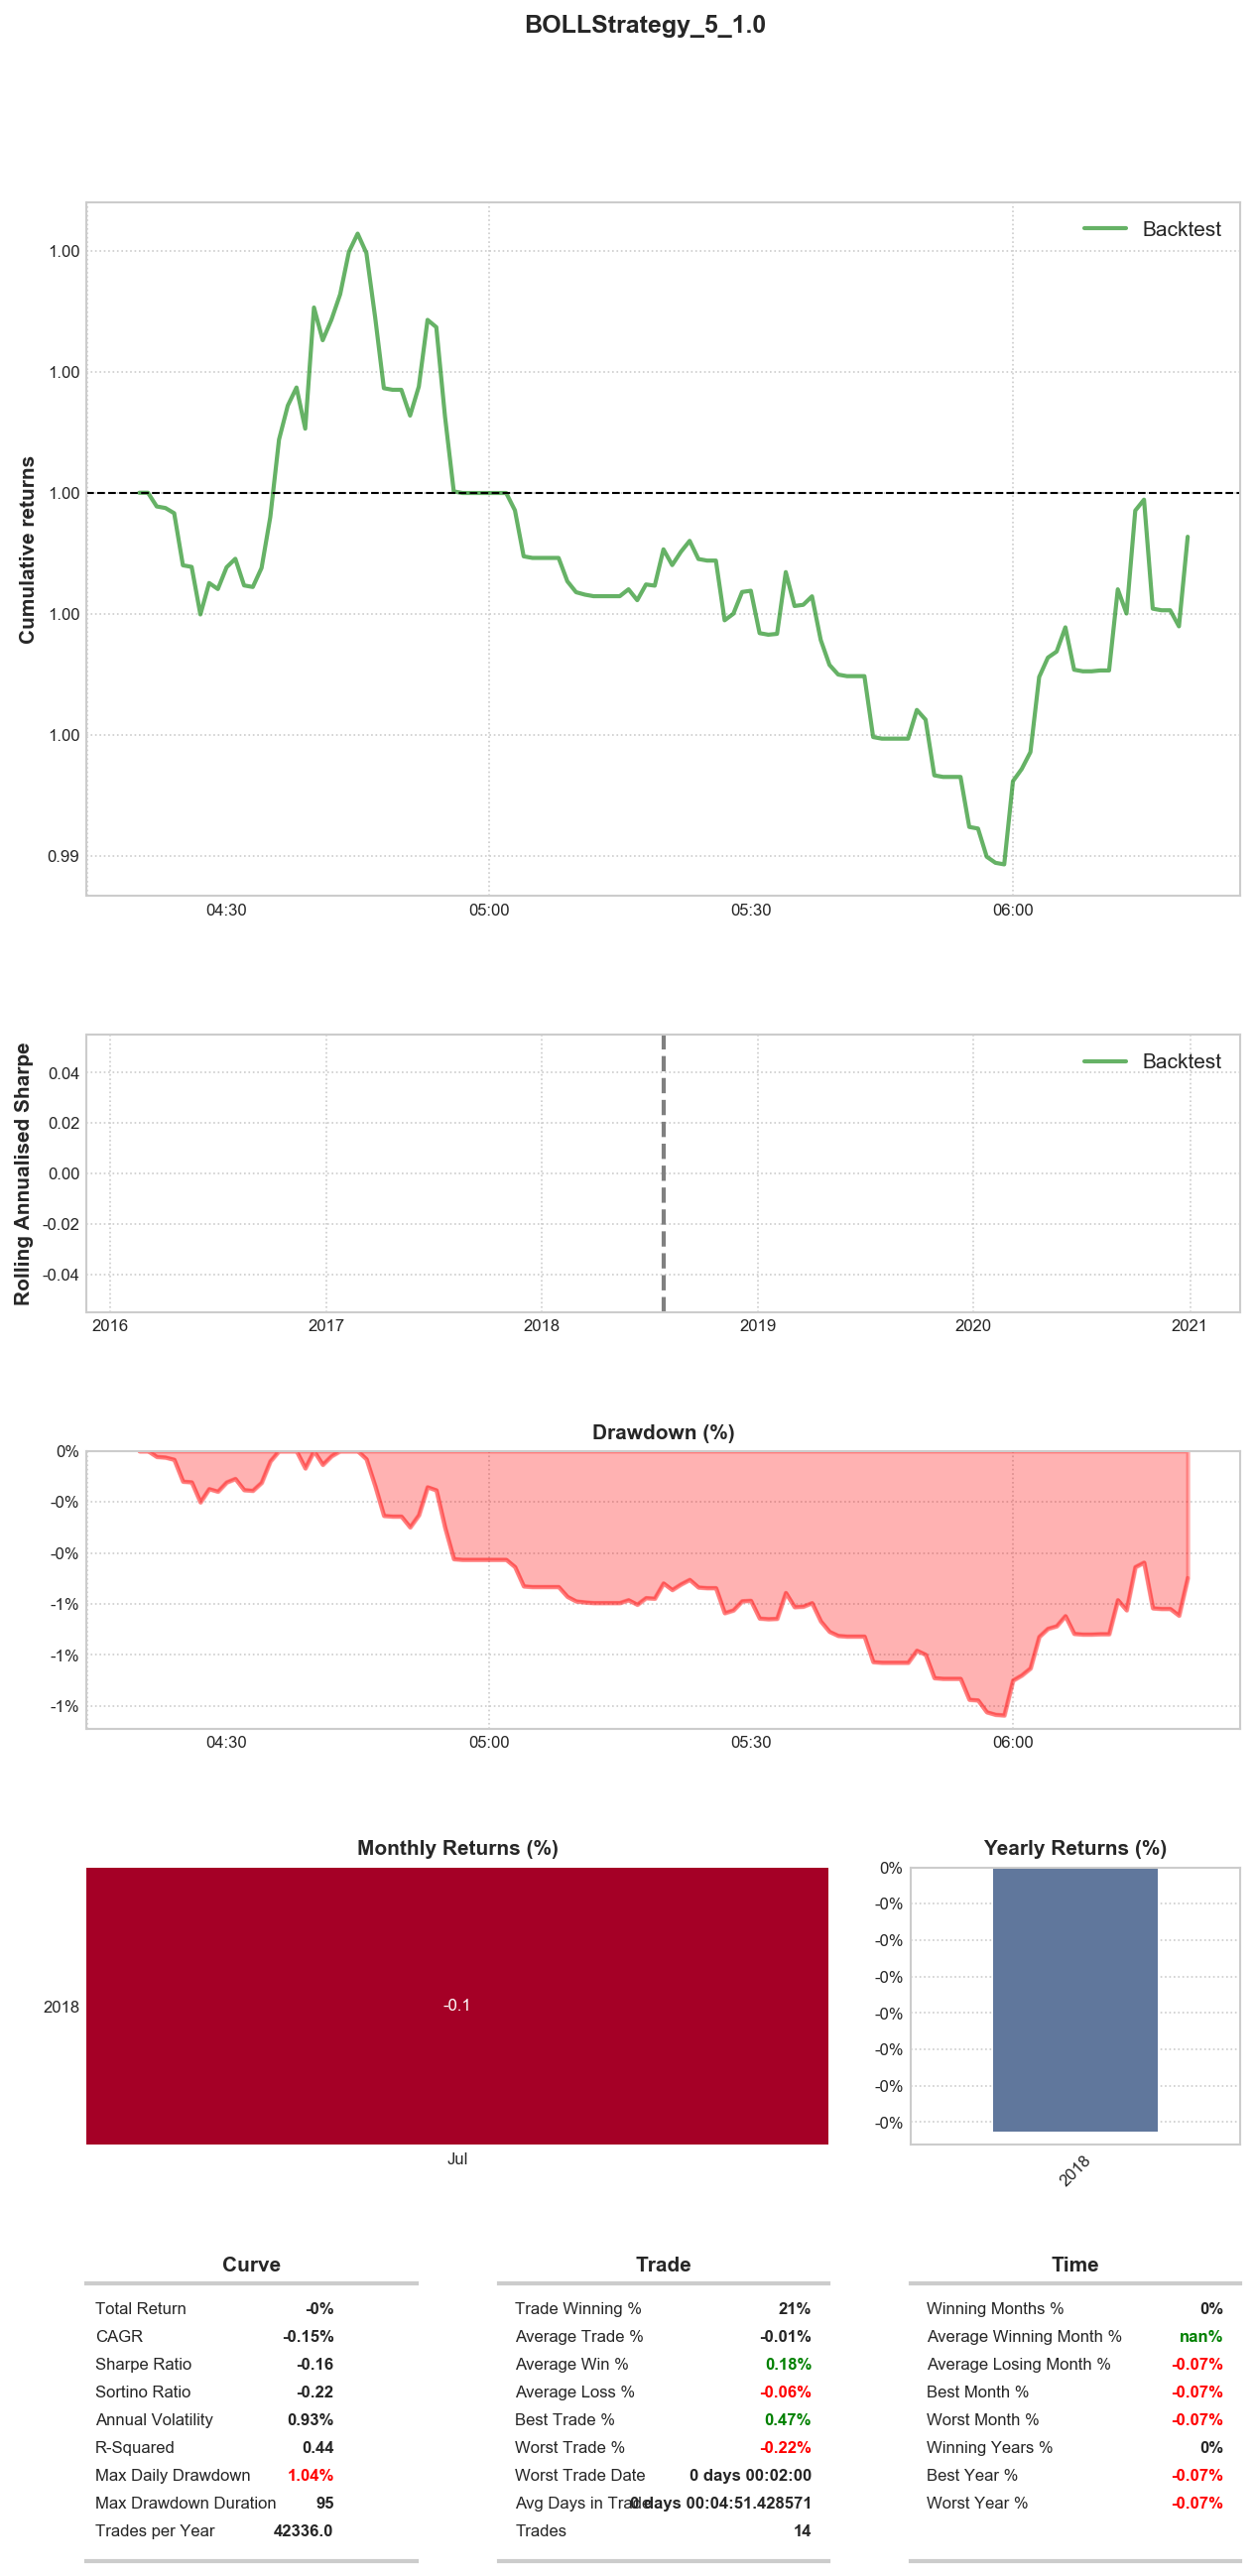 BOLLStrategy_5_1.0
Backtest
Cumulative returns
1.00
1.00
1.00
1.00
1.00
0.99
04:30 05:00 05:30 06:00
Backtest
Rolling Annualised Sharpe
0.04
0.02
0.00
-0.02
-0.04
2016 2017 2018 2019 2020 2021
Drawdown (%)
0%
-0%
-0%
-1%
-1%
-1%
04:30 05:00 05:30 06:00
Monthly Returns (%)
2018
-0.1
Jul
Yearly Returns (%)
0%
-0%
-0%
-0%
-0%
-0%
-0%
-0%
2018
Curve
Total Return -0%
CAGR -0.15%
Sharpe Ratio -0.16
Sortino Ratio -0.22
Annual Volatility 0.93%
R-Squared 0.44
Max Daily Drawdown 1.04%
Max Drawdown Duration 95
Trades per Year 42336.0
Trade
Trade Winning % 21%
Average Trade % -0.01%
Average Win % 0.18%
Average Loss % -0.06%
Best Trade % 0.47%
Worst Trade % -0.22%
Worst Trade Date 0 days 00:02:00
Avg Days in Trade 0 days 00:04:51.428571
Trades 14
Time
Winning Months % 0%
Average Winning Month % nan%
Average Losing Month % -0.07%
Best Month % -0.07%
Worst Month % -0.07%
Winning Years % 0%
Best Year % -0.07%
Worst Year % -0.07%